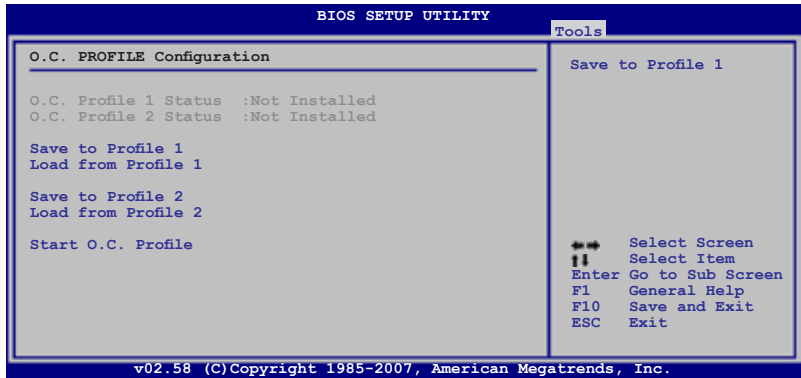 BIOS SETUP UTILITY
Tools
O.C. PROFILE Configuration
O.C. Profile 1 Status :Not Installed
O.C. Profile 2 Status :Not Installed
Save to Profile 1
Load from Profile 1
Save to Profile 2
Load from Profile 2
Start O.C. Profile
Save to Profile 1
Select Screen
Select Item
Enter Go to Sub Screen
F1 General Help
F10 Save and Exit
ESC Exit
v02.58 (C)Copyright 1985-2007, American Megatrends, Inc.